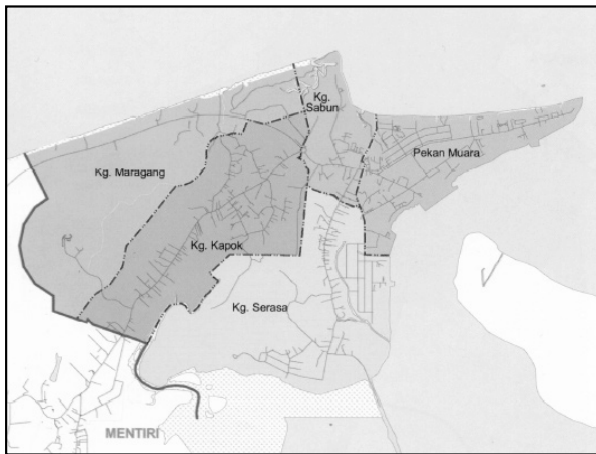 Kg.
Sabun
Pekan Muara
Kg. Maragang
Kg. Kapok
Kg. Serasa
MENTIRI